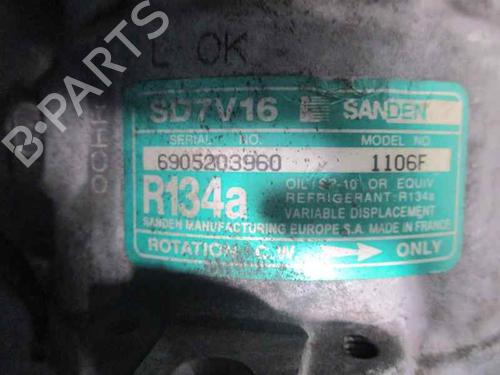 L OK
SD7V16 SANDEN
SERIAL NO. MODEL NO
6905203960 1106F
R134a
OIL(SP-10) OR EQUIV
REFRIGERANT:R134a
VARIABLE DISPLACEMENT
SANDEN MANUFACTURING EUROPE S.A. MADE IN FRANCE
ROTATION C.W. ONLY
B-PARTS